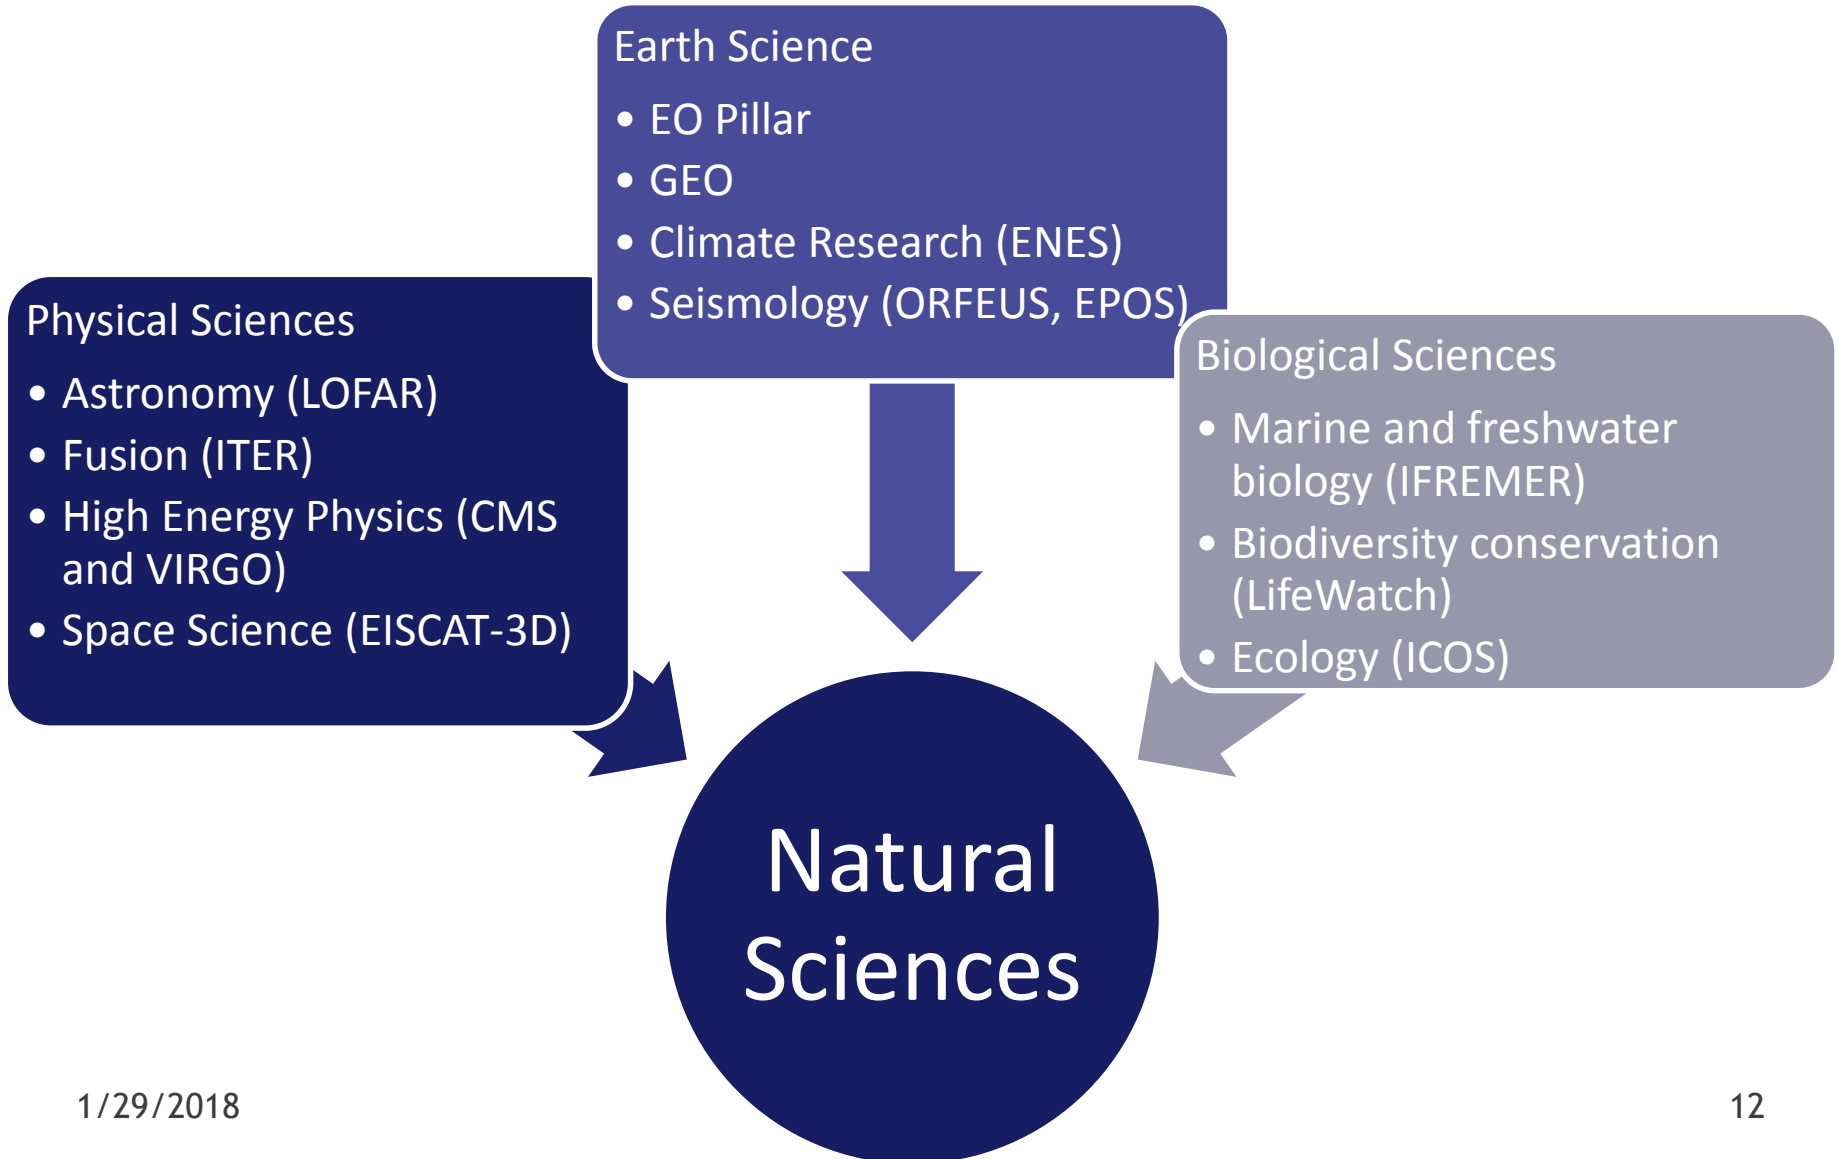 Earth Science
• EO Pillar
• GEO
• Climate Research (ENES)
• Seismology (ORFEUS, EPOS)
Physical Sciences
• Astronomy (LOFAR)
• Fusion (ITER)
• High Energy Physics (CMS
and VIRGO)
• Space Science (EISCAT-3D)
Biological Sciences
• Marine and freshwater
biology (IFREMER)
• Biodiversity conservation
(LifeWatch)
• Ecology (ICOS)
Natural
Sciences
1/29/2018
12